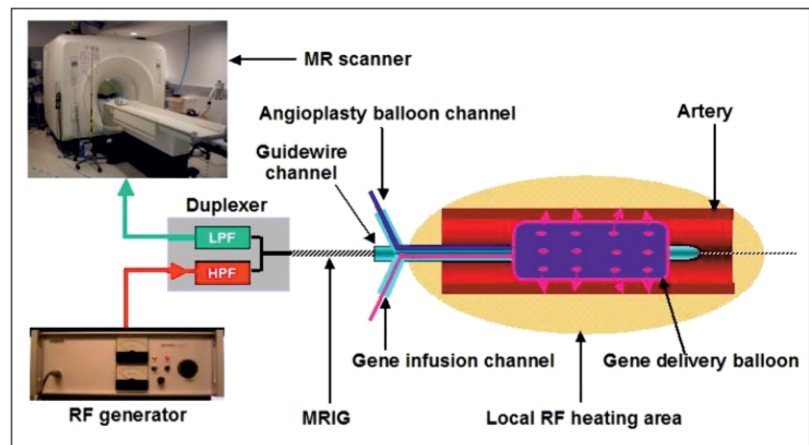 MR scanner
Angioplasty balloon channel
Artery
Guidewire
channel
Duplexer
LPF
HPF
Gene infusion channel
Gene delivery balloon
RF generator
MRIG
Local RF heating area